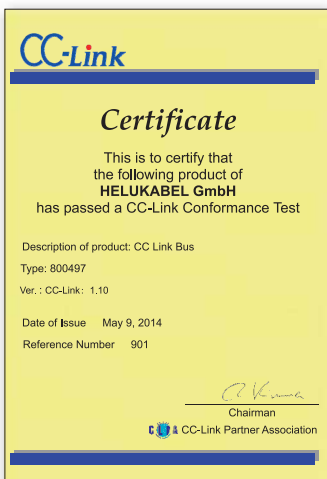 CC-Link
Certificate
This is to certify that
the following product of
HELUKABEL GmbH
has passed a CC-Link Conformance Test
Description of product: CC Link Bus
Type: 800497
Ver. : CC-Link: 1.10
Date of Issue May 9, 2014
Reference Number 901
Chairman
CLPA CC-Link Partner Association